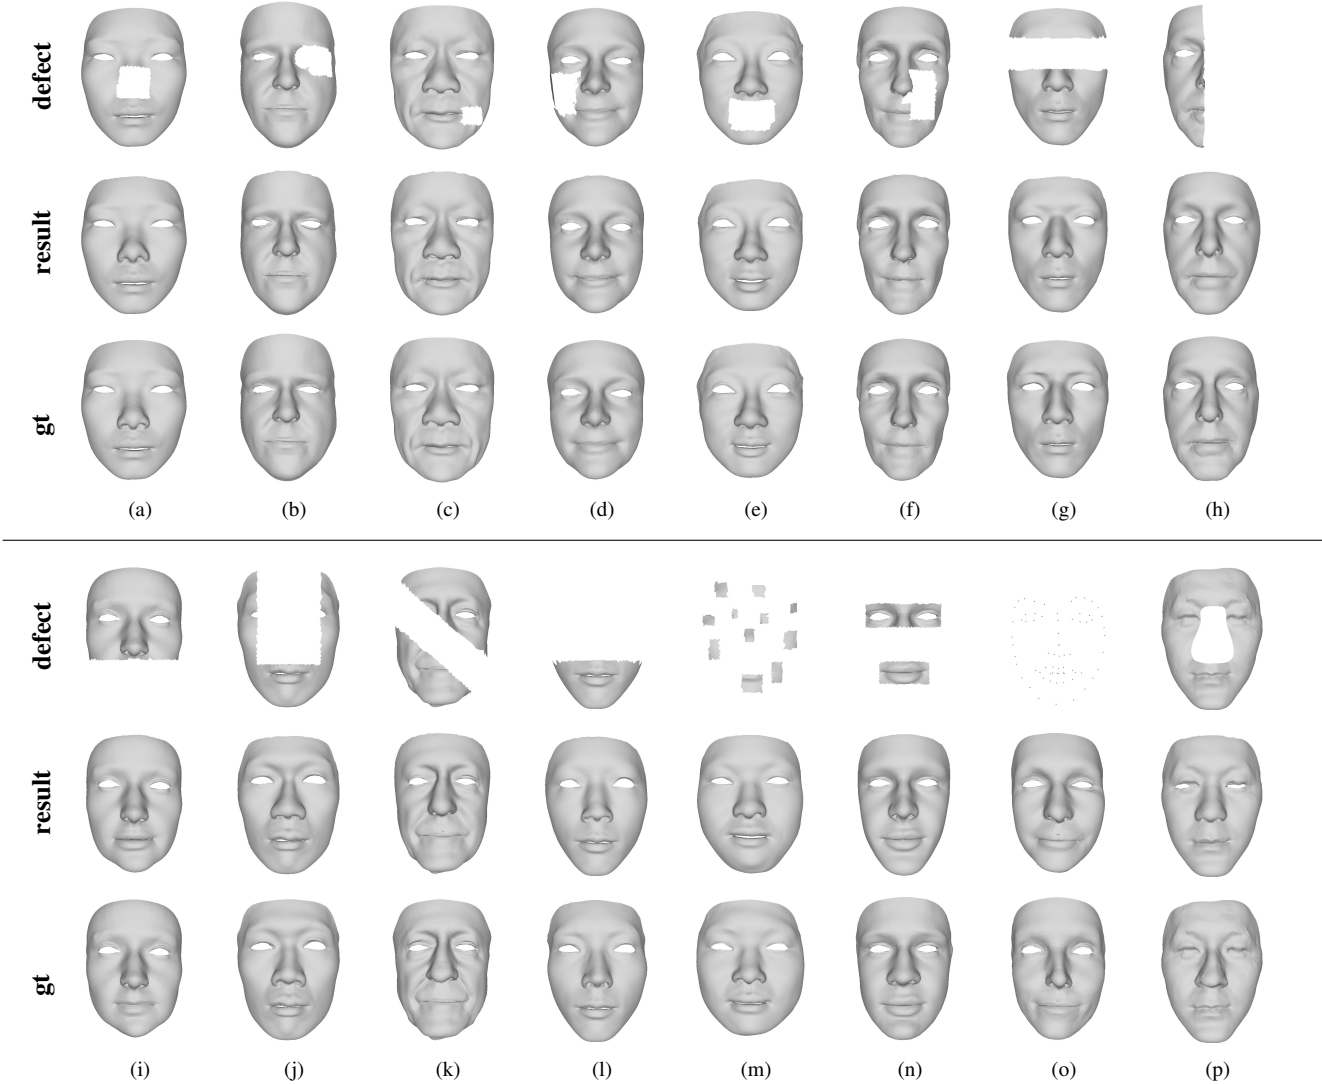 defect
result
gt
(a) (b) (c) (d) (e) (f) (g) (h)
defect
result
gt
(i) (j) (k) (l) (m) (n) (o) (p)